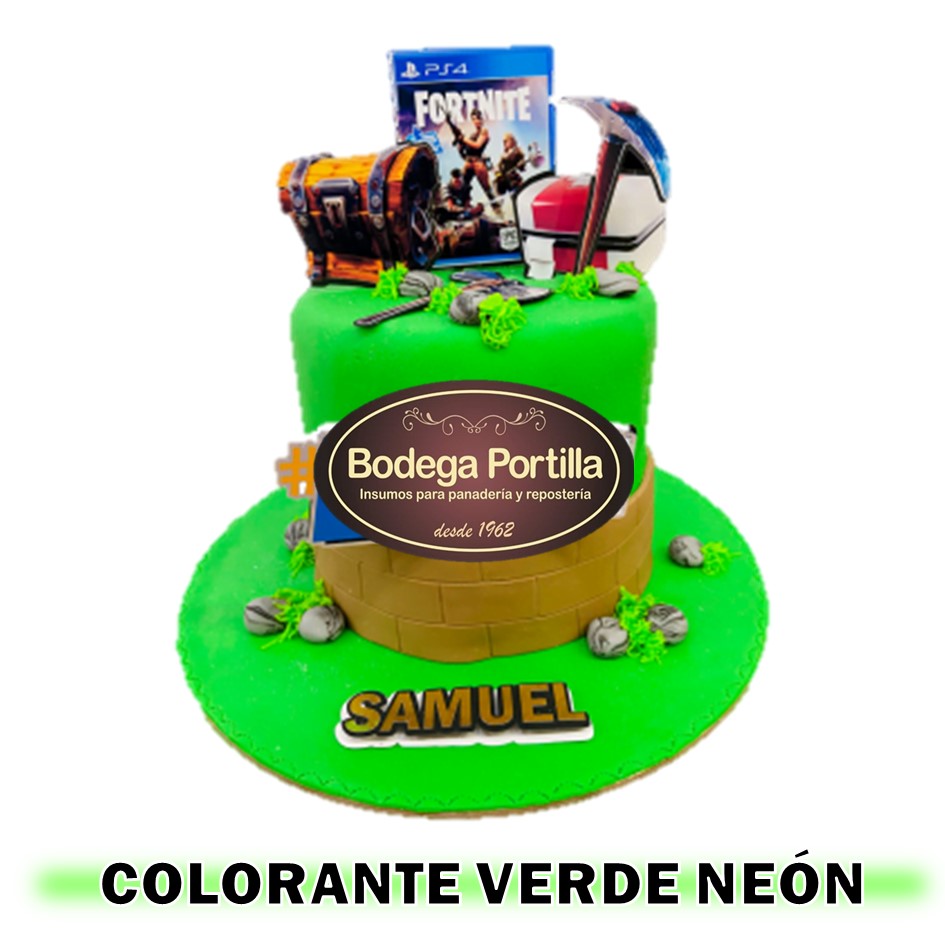 PS4
FORTNITE
#
Bodega Portilla
Insumos para panadería y repostería
desde 1962
SAMUEL
COLORANTE VERDE NEÓN